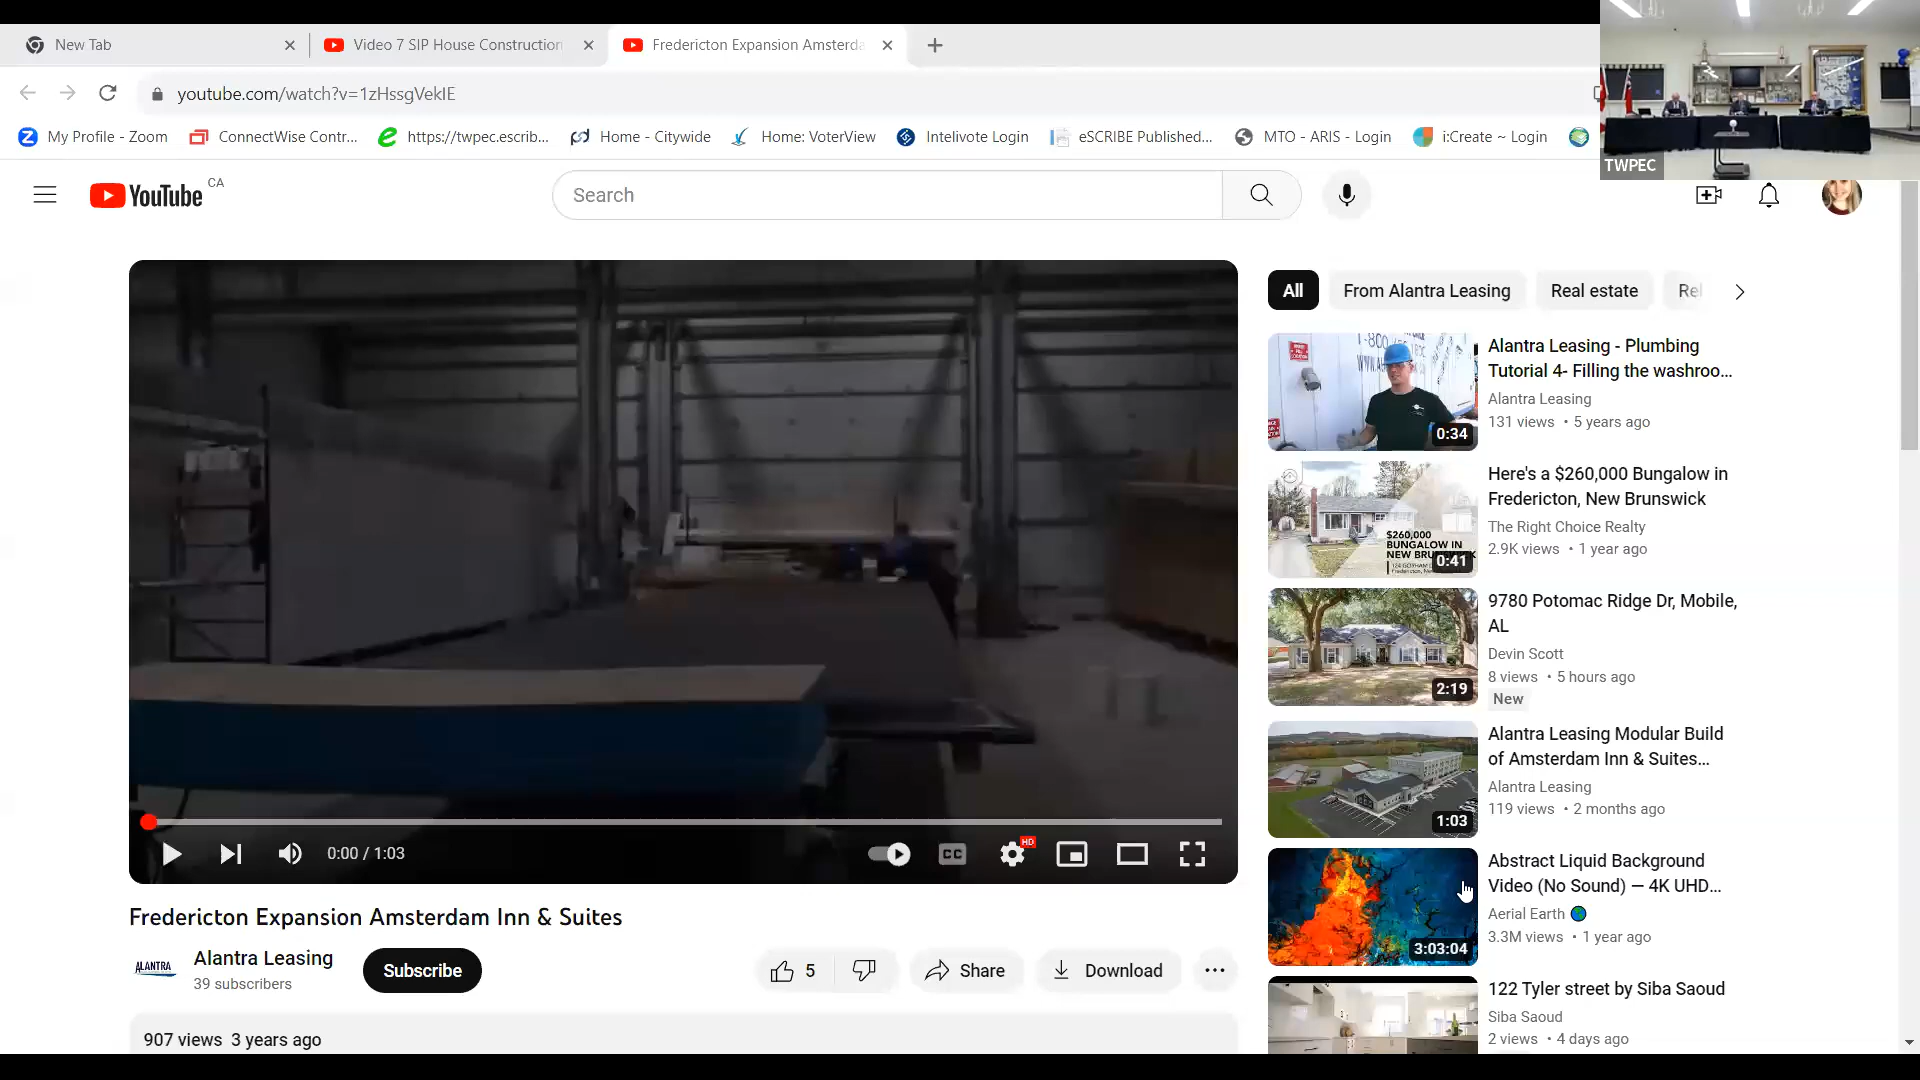 New Tab
Video 7 SIP House Construction
Fredericton Expansion Amsterda
youtube.com/watch?v=1zHssgVekIE
My Profile - Zoom
ConnectWise Contr...
https://twpec.escrib...
Home - Citywide
Home: VoterView
Intelivote Login
eSCRIBE Published...
MTO - ARIS - Login
i:Create ~ Login
TWPEC
YouTube CA
Search
All
From Alantra Leasing
Real estate
Rel
Alantra Leasing - Plumbing
Tutorial 4- Filling the washroo...
Alantra Leasing
131 views • 5 years ago
0:34
Here's a $260,000 Bungalow in
Fredericton, New Brunswick
The Right Choice Realty
2.9K views • 1 year ago
$260,000
BUNGALOW IN
NEW BRUNSWICK
0:41
9780 Potomac Ridge Dr, Mobile,
AL
Devin Scott
8 views • 5 hours ago
New
2:19
Alantra Leasing Modular Build
of Amsterdam Inn & Suites...
Alantra Leasing
119 views • 2 months ago
1:03
Abstract Liquid Background
Video (No Sound) — 4K UHD...
Aerial Earth
3.3M views • 1 year ago
3:03:04
122 Tyler street by Siba Saoud
Siba Saoud
2 views • 4 days ago
0:00 / 1:03
CC
HD
Fredericton Expansion Amsterdam Inn & Suites
ALANTRA
Alantra Leasing
39 subscribers
Subscribe
5
Share
Download
907 views 3 years ago